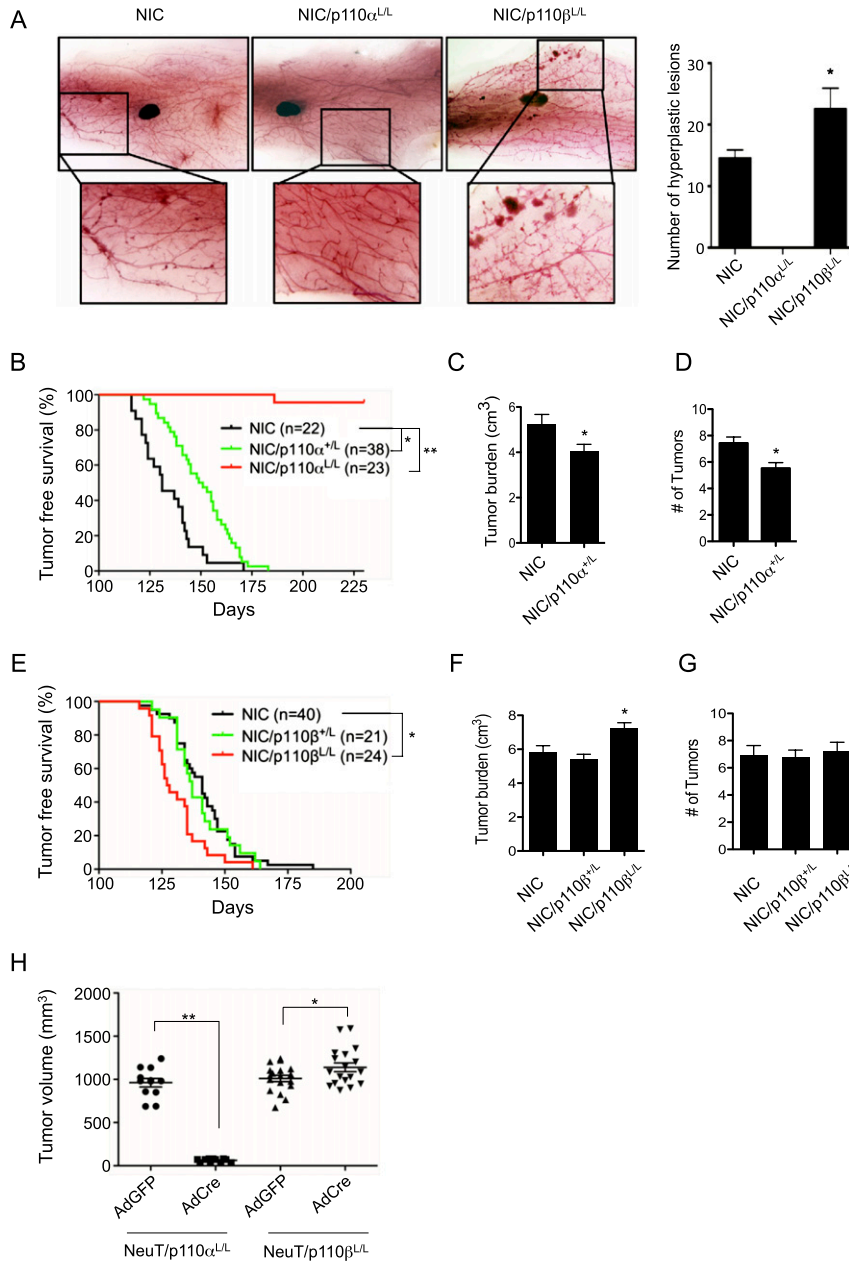 A
NIC
NIC/p110α^L/L
NIC/p110β^L/L
Number of hyperplastic lesions
30
20
10
0
*
NIC
NIC/p110α^L/L
NIC/p110β^L/L
B
Tumor free survival (%)
100
80
60
40
20
0
100 125 150 175 200 225
Days
NIC (n=22)
NIC/p110α^+/L (n=38)
NIC/p110α^L/L (n=23)
*
**
C
Tumor burden (cm³)
6
4
2
0
*
NIC
NIC/p110α^+/L
D
# of Tumors
10
8
6
4
2
0
*
NIC
NIC/p110α^+/L
E
Tumor free survival (%)
100
80
60
40
20
0
100 125 150 175 200
Days
NIC (n=40)
NIC/p110β^+/L (n=21)
NIC/p110β^L/L (n=24)
*
F
Tumor burden (cm³)
8
6
4
2
0
*
NIC
NIC/p110β^+/L
NIC/p110β^L/L
G
# of Tumors
10
8
6
4
2
0
NIC
NIC/p110β^+/L
NIC/p110β^L/
H
Tumor volume (mm³)
2000
1500
1000
500
0
**
*
AdGFP
AdCre
AdGFP
AdCre
NeuT/p110α^L/L
NeuT/p110β^L/L